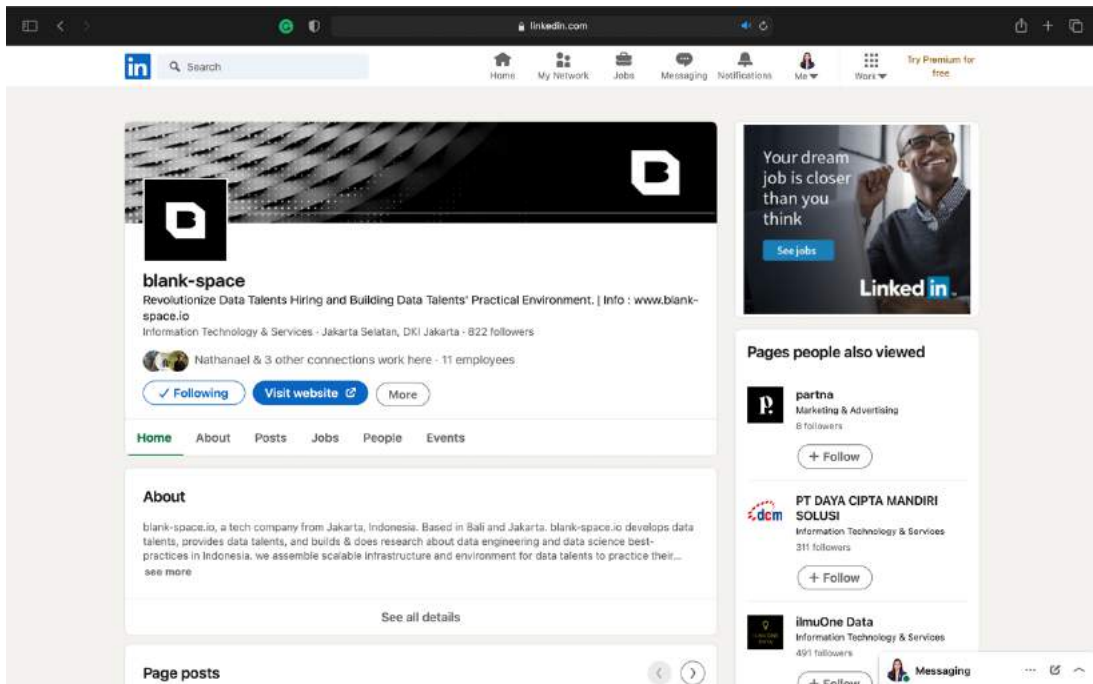 linkedin.com
in
Search
Home
My Network
Jobs
Messaging
Notifications
Me
Work
Try Premium for
free
B
B
blank-space
Revolutionize Data Talents Hiring and Building Data Talents' Practical Environment. | Info : www.blank-
space.io
Information Technology & Services · Jakarta Selatan, DKI Jakarta · 822 followers
Nathanael & 3 other connections work here · 11 employees
Following
Visit website
More
Home
About
Posts
Jobs
People
Events
About
blank-space.io, a tech company from Jakarta, Indonesia. Based in Bali and Jakarta. blank-space.io develops data
talents, provides data talents, and builds & does research about data engineering and data science best-
practices in Indonesia. we assemble scalable infrastructure and environment for data talents to practice their...
see more
See all details
Page posts
Your dream
job is closer
than you
think
See jobs
Linked in
Pages people also viewed
p.
partna
Marketing & Advertising
8 followers
+ Follow
dcm
PT DAYA CIPTA MANDIRI
SOLUSI
Information Technology & Services
311 followers
+ Follow
ilmuOne Data
Information Technology & Services
491 followers
+ Follow
Messaging